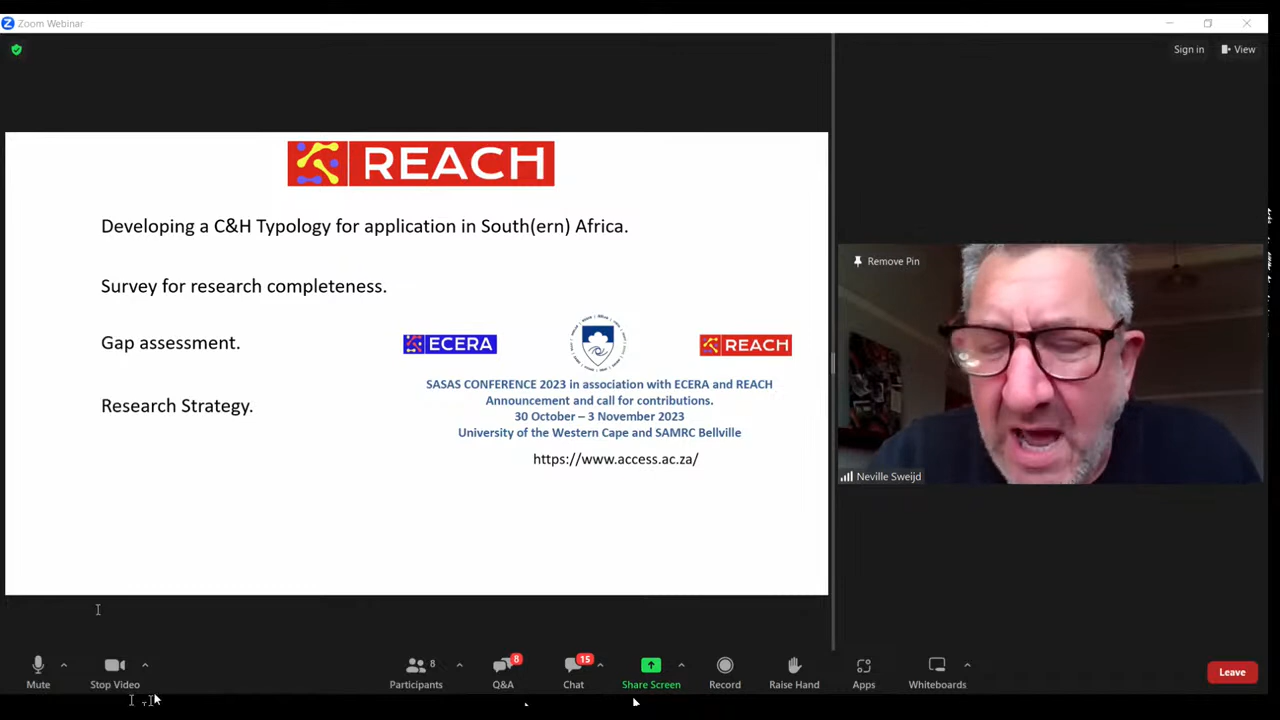 Zoom Webinar
Sign in
View
REACH
Developing a C&H Typology for application in South(ern) Africa.
Survey for research completeness.
Gap assessment.
Research Strategy.
ECERA
REACH
SASAS CONFERENCE 2023 in association with ECERA and REACH
Announcement and call for contributions.
30 October – 3 November 2023
University of the Western Cape and SAMRC Bellville
https://www.access.ac.za/
Remove Pin
Neville Sweijd
Mute
Stop Video
8
Participants
8
Q&A
15
Chat
Share Screen
Record
Raise Hand
Apps
Whiteboards
Leave